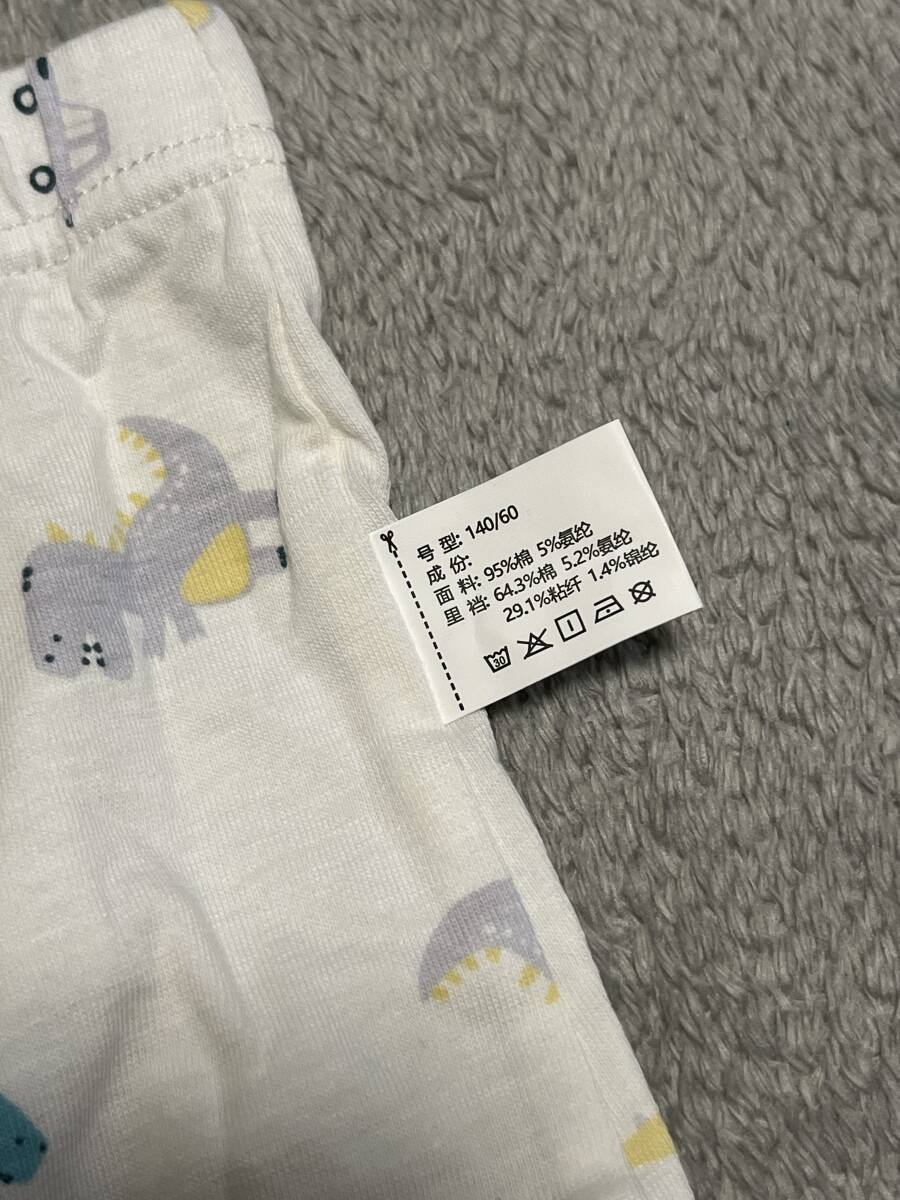 号 型: 140/60
成 份:
面 料: 95%棉 5%氨纶
里 裆: 64.3%棉 5.2%氨纶
29.1%粘纤 1.4%锦纶
30